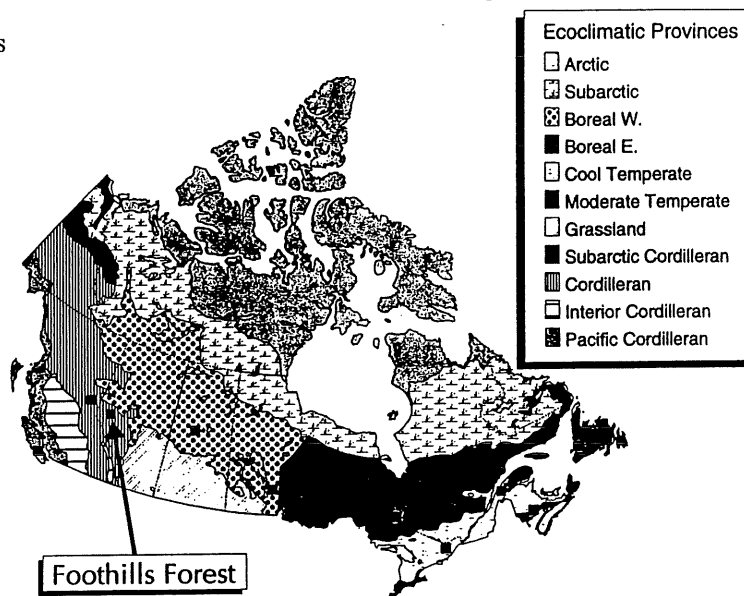 s
Ecoclimatic Provinces
Arctic
Subarctic
Boreal W.
Boreal E.
Cool Temperate
Moderate Temperate
Grassland
Subarctic Cordilleran
Cordilleran
Interior Cordilleran
Pacific Cordilleran
Foothills Forest